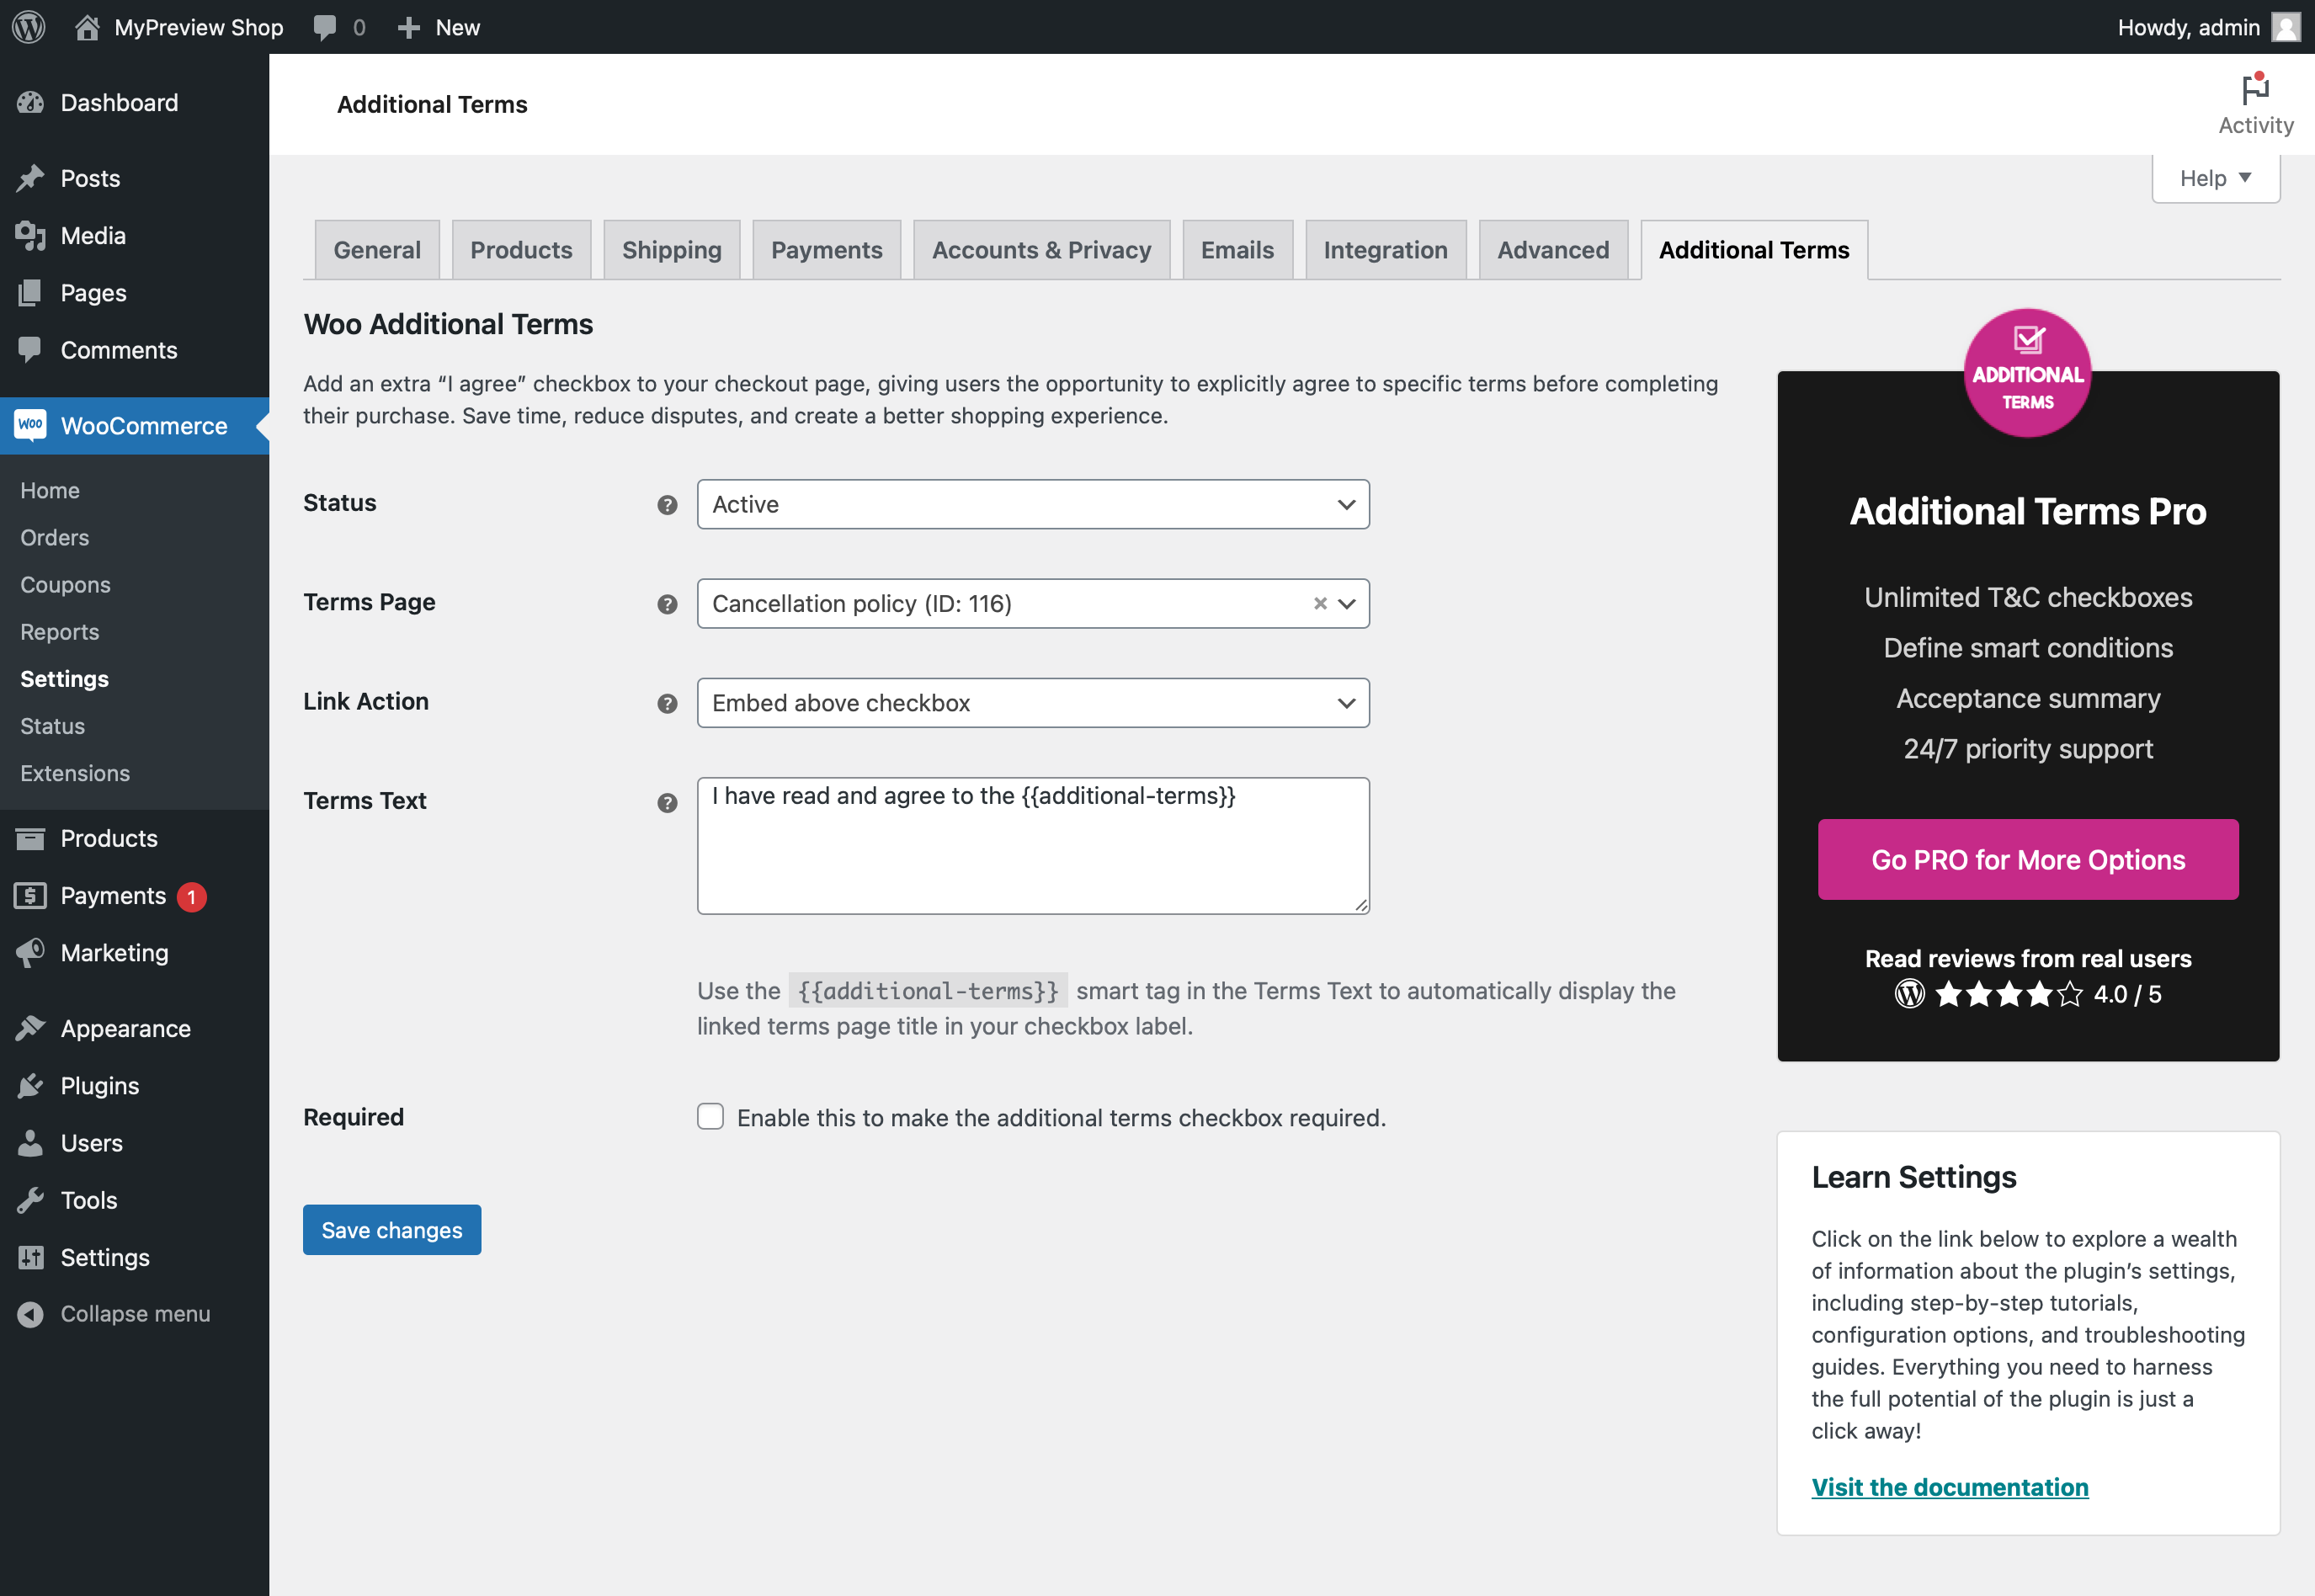 MyPreview Shop
0
New
Howdy, admin
Dashboard
Posts
Media
Pages
Comments
WOO
WooCommerce
Home
Orders
Coupons
Reports
Settings
Status
Extensions
Products
Payments
1
Marketing
Appearance
Plugins
Users
Tools
Settings
Collapse menu
Additional Terms
Activity
Help
General
Products
Shipping
Payments
Accounts & Privacy
Emails
Integration
Advanced
Additional Terms
Woo Additional Terms
Add an extra “I agree” checkbox to your checkout page, giving users the opportunity to explicitly agree to specific terms before completing
their purchase. Save time, reduce disputes, and create a better shopping experience.
Status
?
Active
Terms Page
?
Cancellation policy (ID: 116)
×
Link Action
?
Embed above checkbox
Terms Text
?
I have read and agree to the {{additional-terms}}
Use the {{additional-terms}} smart tag in the Terms Text to automatically display the
linked terms page title in your checkbox label.
Required
Enable this to make the additional terms checkbox required.
Save changes
ADDITIONAL
TERMS
Additional Terms Pro
Unlimited T&C checkboxes
Define smart conditions
Acceptance summary
24/7 priority support
Go PRO for More Options
Read reviews from real users
4.0 / 5
Learn Settings
Click on the link below to explore a wealth
of information about the plugin’s settings,
including step-by-step tutorials,
configuration options, and troubleshooting
guides. Everything you need to harness
the full potential of the plugin is just a
click away!
Visit the documentation